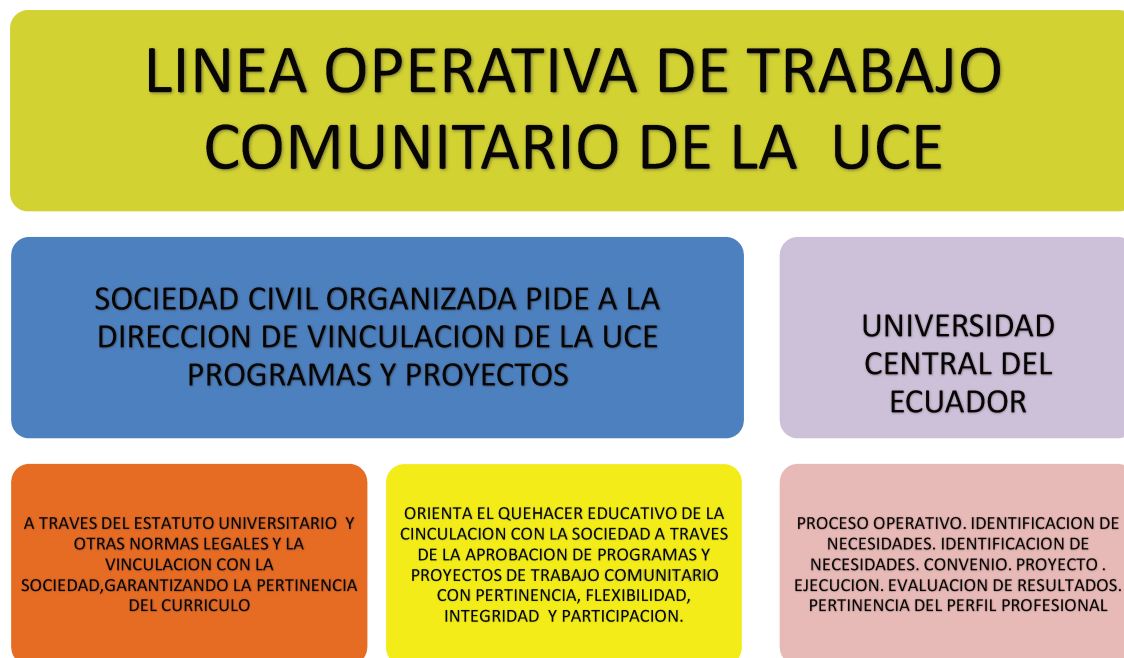 LINEA OPERATIVA DE TRABAJO
COMUNITARIO DE LA  UCE
SOCIEDAD CIVIL ORGANIZADA PIDE A LA
DIRECCION DE VINCULACION DE LA UCE
PROGRAMAS Y PROYECTOS
UNIVERSIDAD
CENTRAL DEL
ECUADOR
A TRAVES DEL ESTATUTO UNIVERSITARIO  Y
OTRAS NORMAS LEGALES Y LA
VINCULACION CON LA
SOCIEDAD,GARANTIZANDO LA PERTINENCIA
DEL CURRICULO
ORIENTA EL QUEHACER EDUCATIVO DE LA
CINCULACION CON LA SOCIEDAD A TRAVES
DE LA APROBACION DE PROGRAMAS Y
PROYECTOS DE TRABAJO COMUNITARIO
CON PERTINENCIA, FLEXIBILIDAD,
INTEGRIDAD  Y PARTICIPACION.
PROCESO OPERATIVO. IDENTIFICACION DE
NECESIDADES. IDENTIFICACION DE
NECESIDADES. CONVENIO. PROYECTO .
EJECUCION. EVALUACION DE RESULTADOS.
PERTINENCIA DEL PERFIL PROFESIONAL